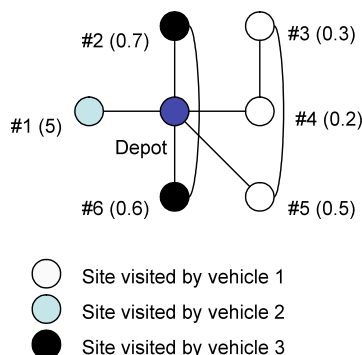 #2 (0.7)
#3 (0.3)
#1 (5)
Depot
#4 (0.2)
#6 (0.6)
#5 (0.5)
Site visited by vehicle 1
Site visited by vehicle 2
Site visited by vehicle 3